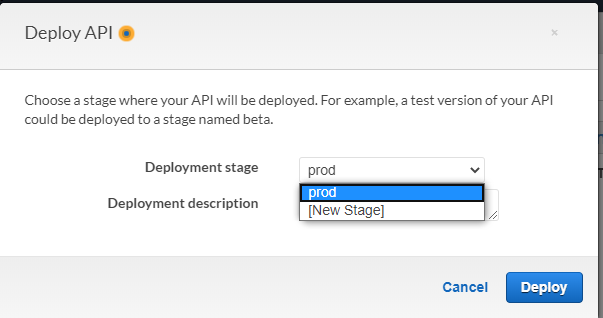 Deploy API
×
Choose a stage where your API will be deployed. For example, a test version of your API
could be deployed to a stage named beta.
Deployment stage
prod
prod
[New Stage]
Deployment description
Cancel
Deploy